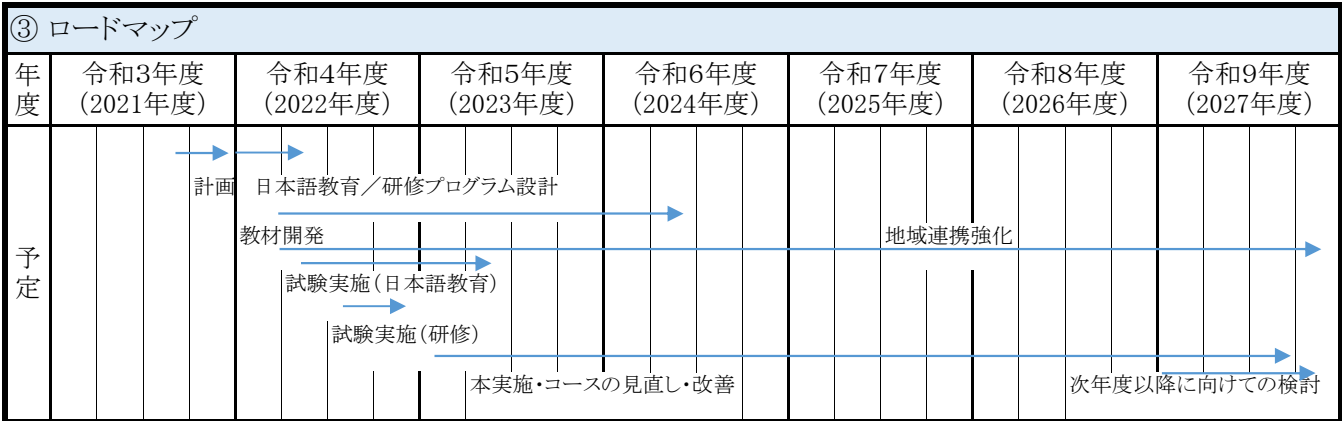 ③ ロードマップ
年度
令和3年度
(2021年度)
令和4年度
(2022年度)
令和5年度
(2023年度)
令和6年度
(2024年度)
令和7年度
(2025年度)
令和8年度
(2026年度)
令和9年度
(2027年度)
予定
計画
日本語教育／研修プログラム設計
教材開発
地域連携強化
試験実施（日本語教育）
試験実施（研修）
本実施・コースの見直し・改善
次年度以降に向けての検討